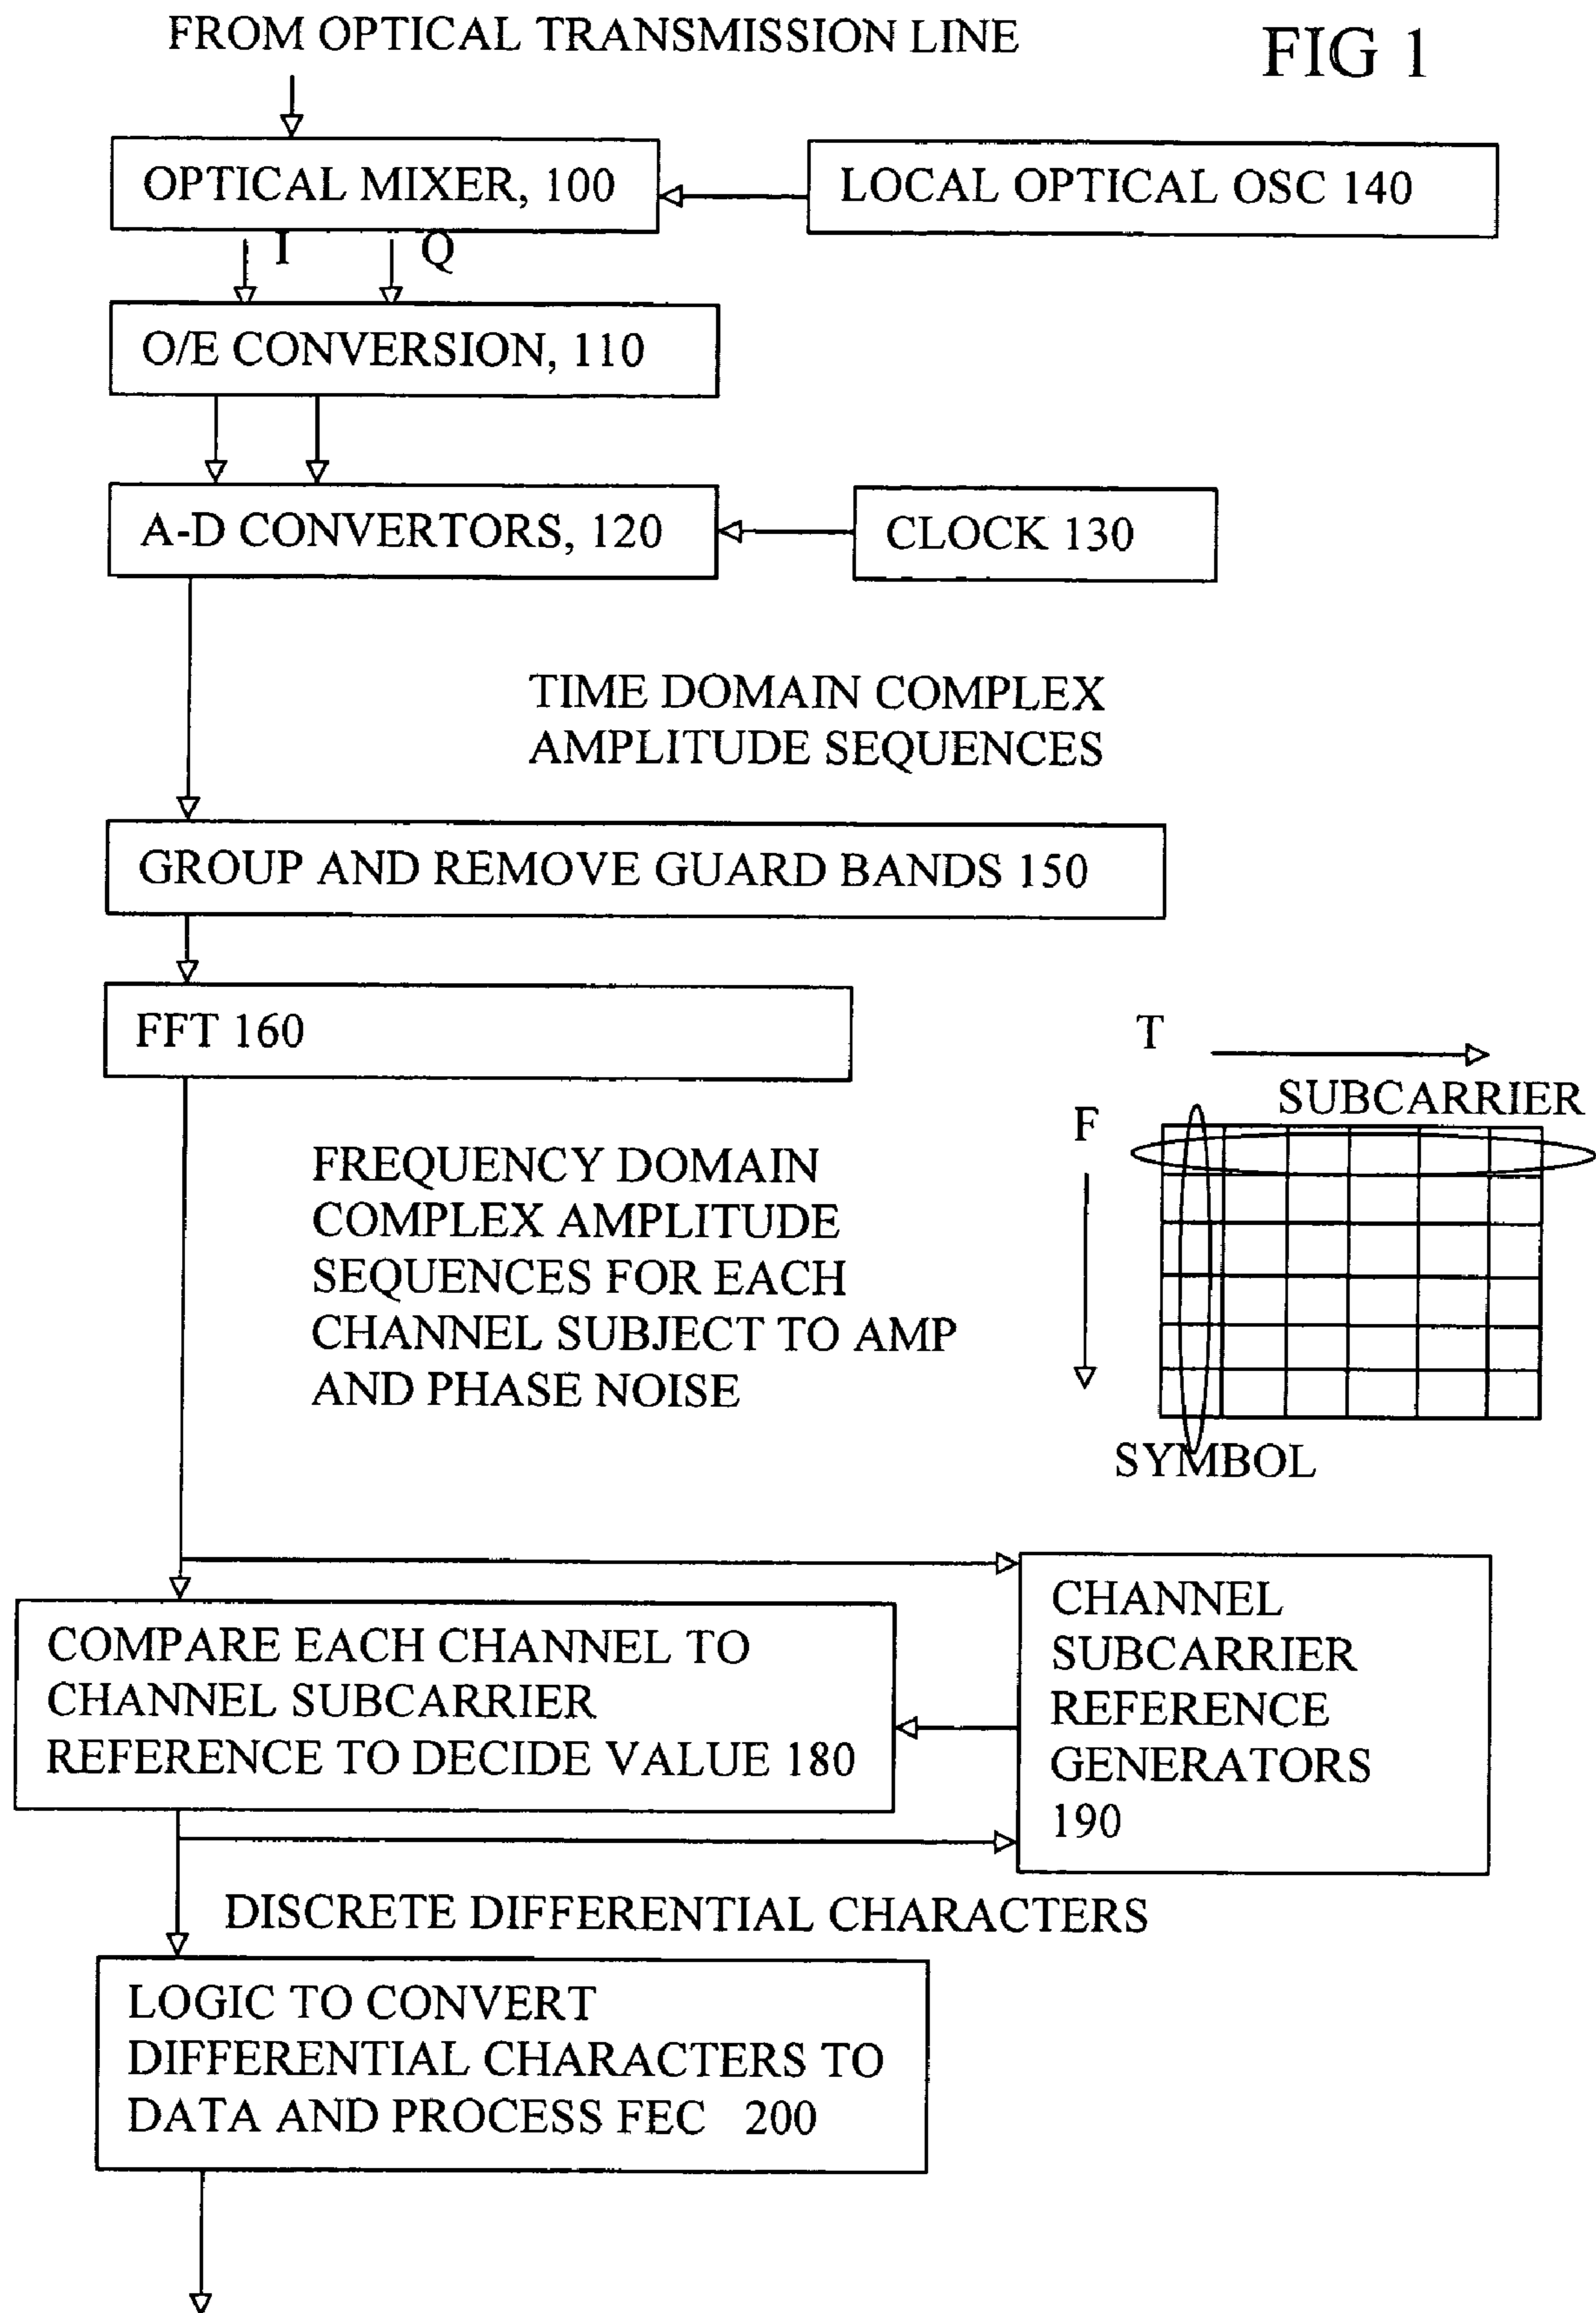 FROM OPTICAL TRANSMISSION LINE
FIG 1
OPTICAL MIXER, 100
LOCAL OPTICAL OSC 140
I
Q
O/E CONVERSION, 110
A-D CONVERTORS, 120
CLOCK 130
TIME DOMAIN COMPLEX
AMPLITUDE SEQUENCES
GROUP AND REMOVE GUARD BANDS 150
FFT 160
T
SUBCARRIER
F
FREQUENCY DOMAIN
COMPLEX AMPLITUDE
SEQUENCES FOR EACH
CHANNEL SUBJECT TO AMP
AND PHASE NOISE
SYMBOL
COMPARE EACH CHANNEL TO
CHANNEL SUBCARRIER
REFERENCE TO DECIDE VALUE 180
CHANNEL
SUBCARRIER
REFERENCE
GENERATORS
190
DISCRETE DIFFERENTIAL CHARACTERS
LOGIC TO CONVERT
DIFFERENTIAL CHARACTERS TO
DATA AND PROCESS FEC 200